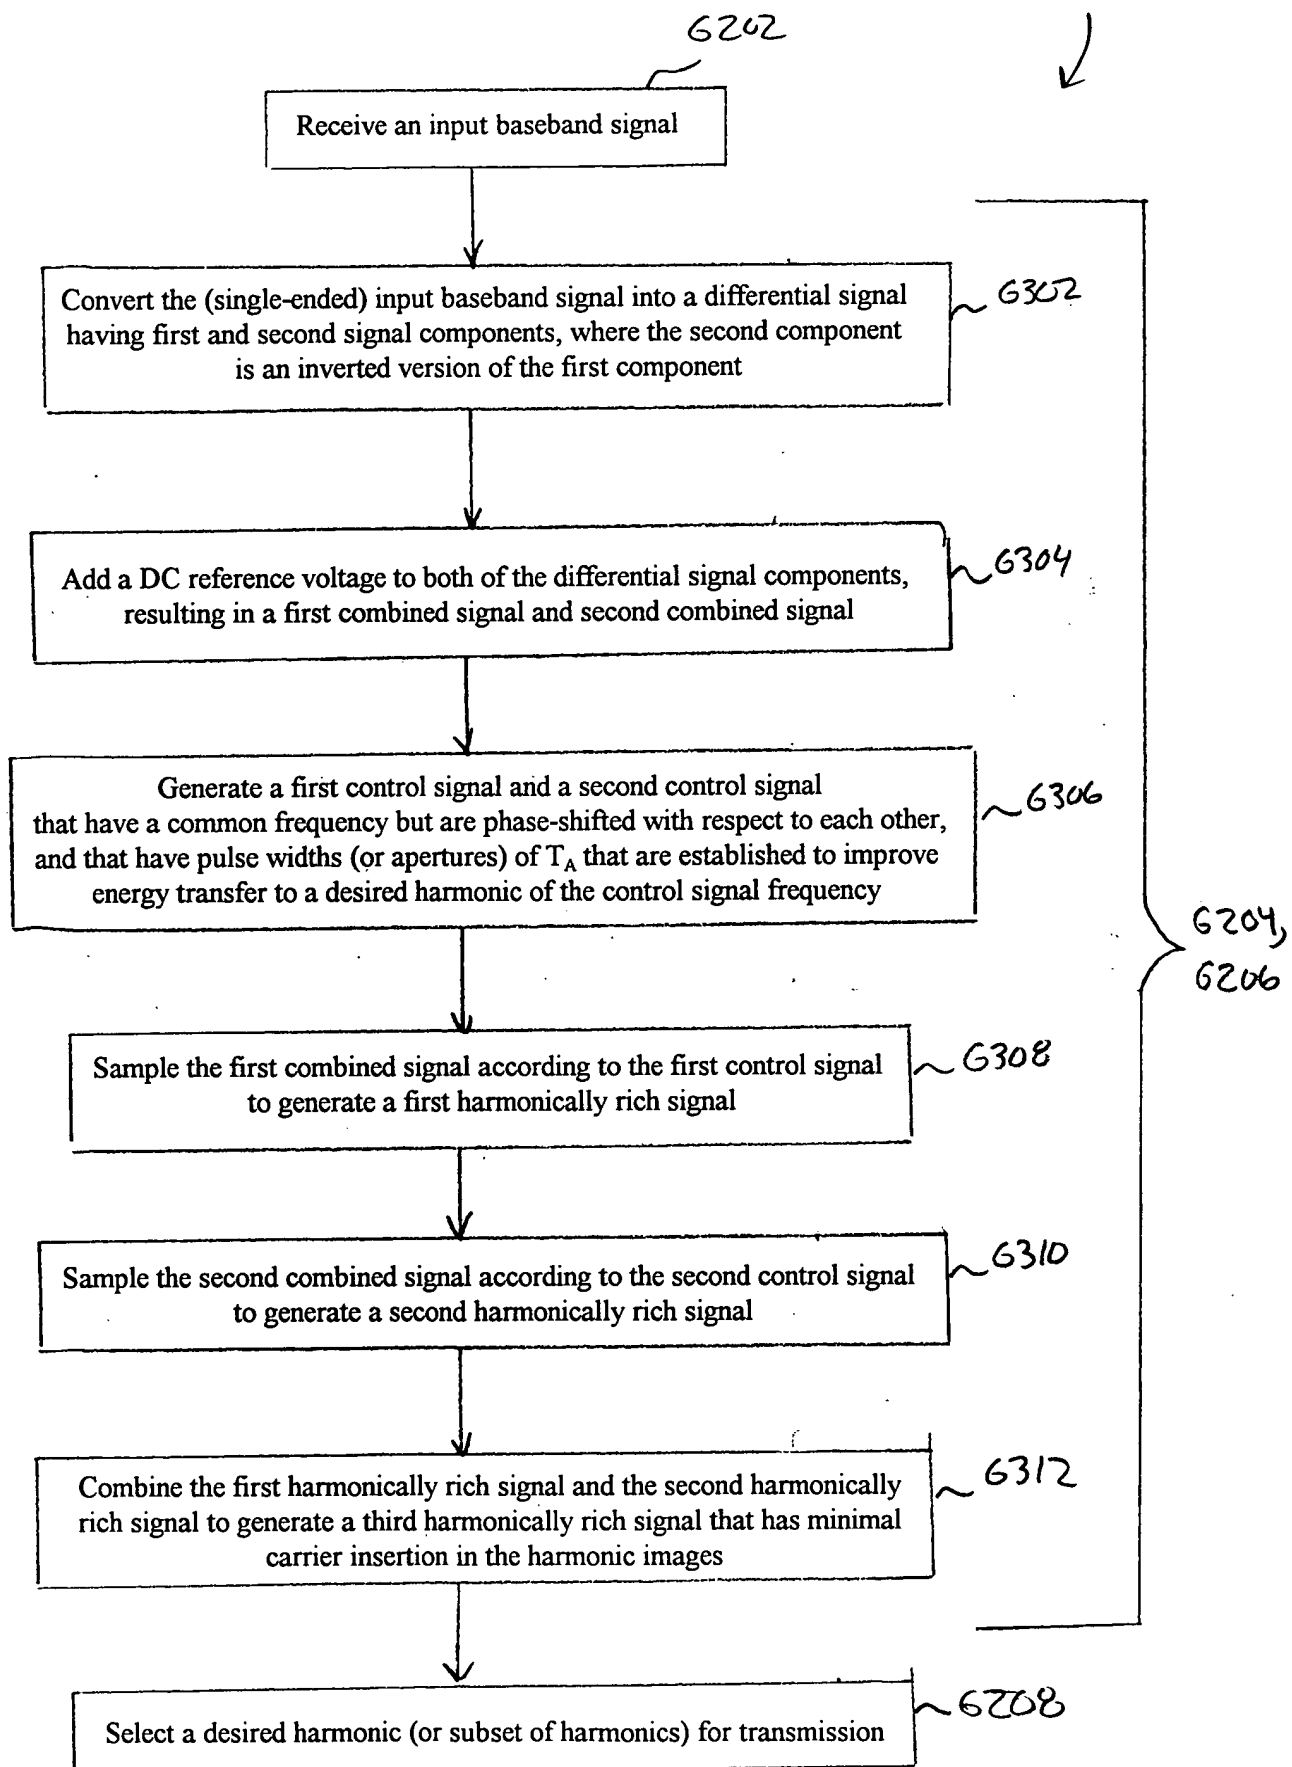 6202
Receive an input baseband signal
Convert the (single-ended) input baseband signal into a differential signal
having first and second signal components, where the second component
is an inverted version of the first component
6302
Add a DC reference voltage to both of the differential signal components,
resulting in a first combined signal and second combined signal
6304
Generate a first control signal and a second control signal
that have a common frequency but are phase-shifted with respect to each other,
and that have pulse widths (or apertures) of TA that are established to improve
energy transfer to a desired harmonic of the control signal frequency
6306
6204,
6206
Sample the first combined signal according to the first control signal
to generate a first harmonically rich signal
6308
Sample the second combined signal according to the second control signal
to generate a second harmonically rich signal
6310
Combine the first harmonically rich signal and the second harmonically
rich signal to generate a third harmonically rich signal that has minimal
carrier insertion in the harmonic images
6312
Select a desired harmonic (or subset of harmonics) for transmission
6208